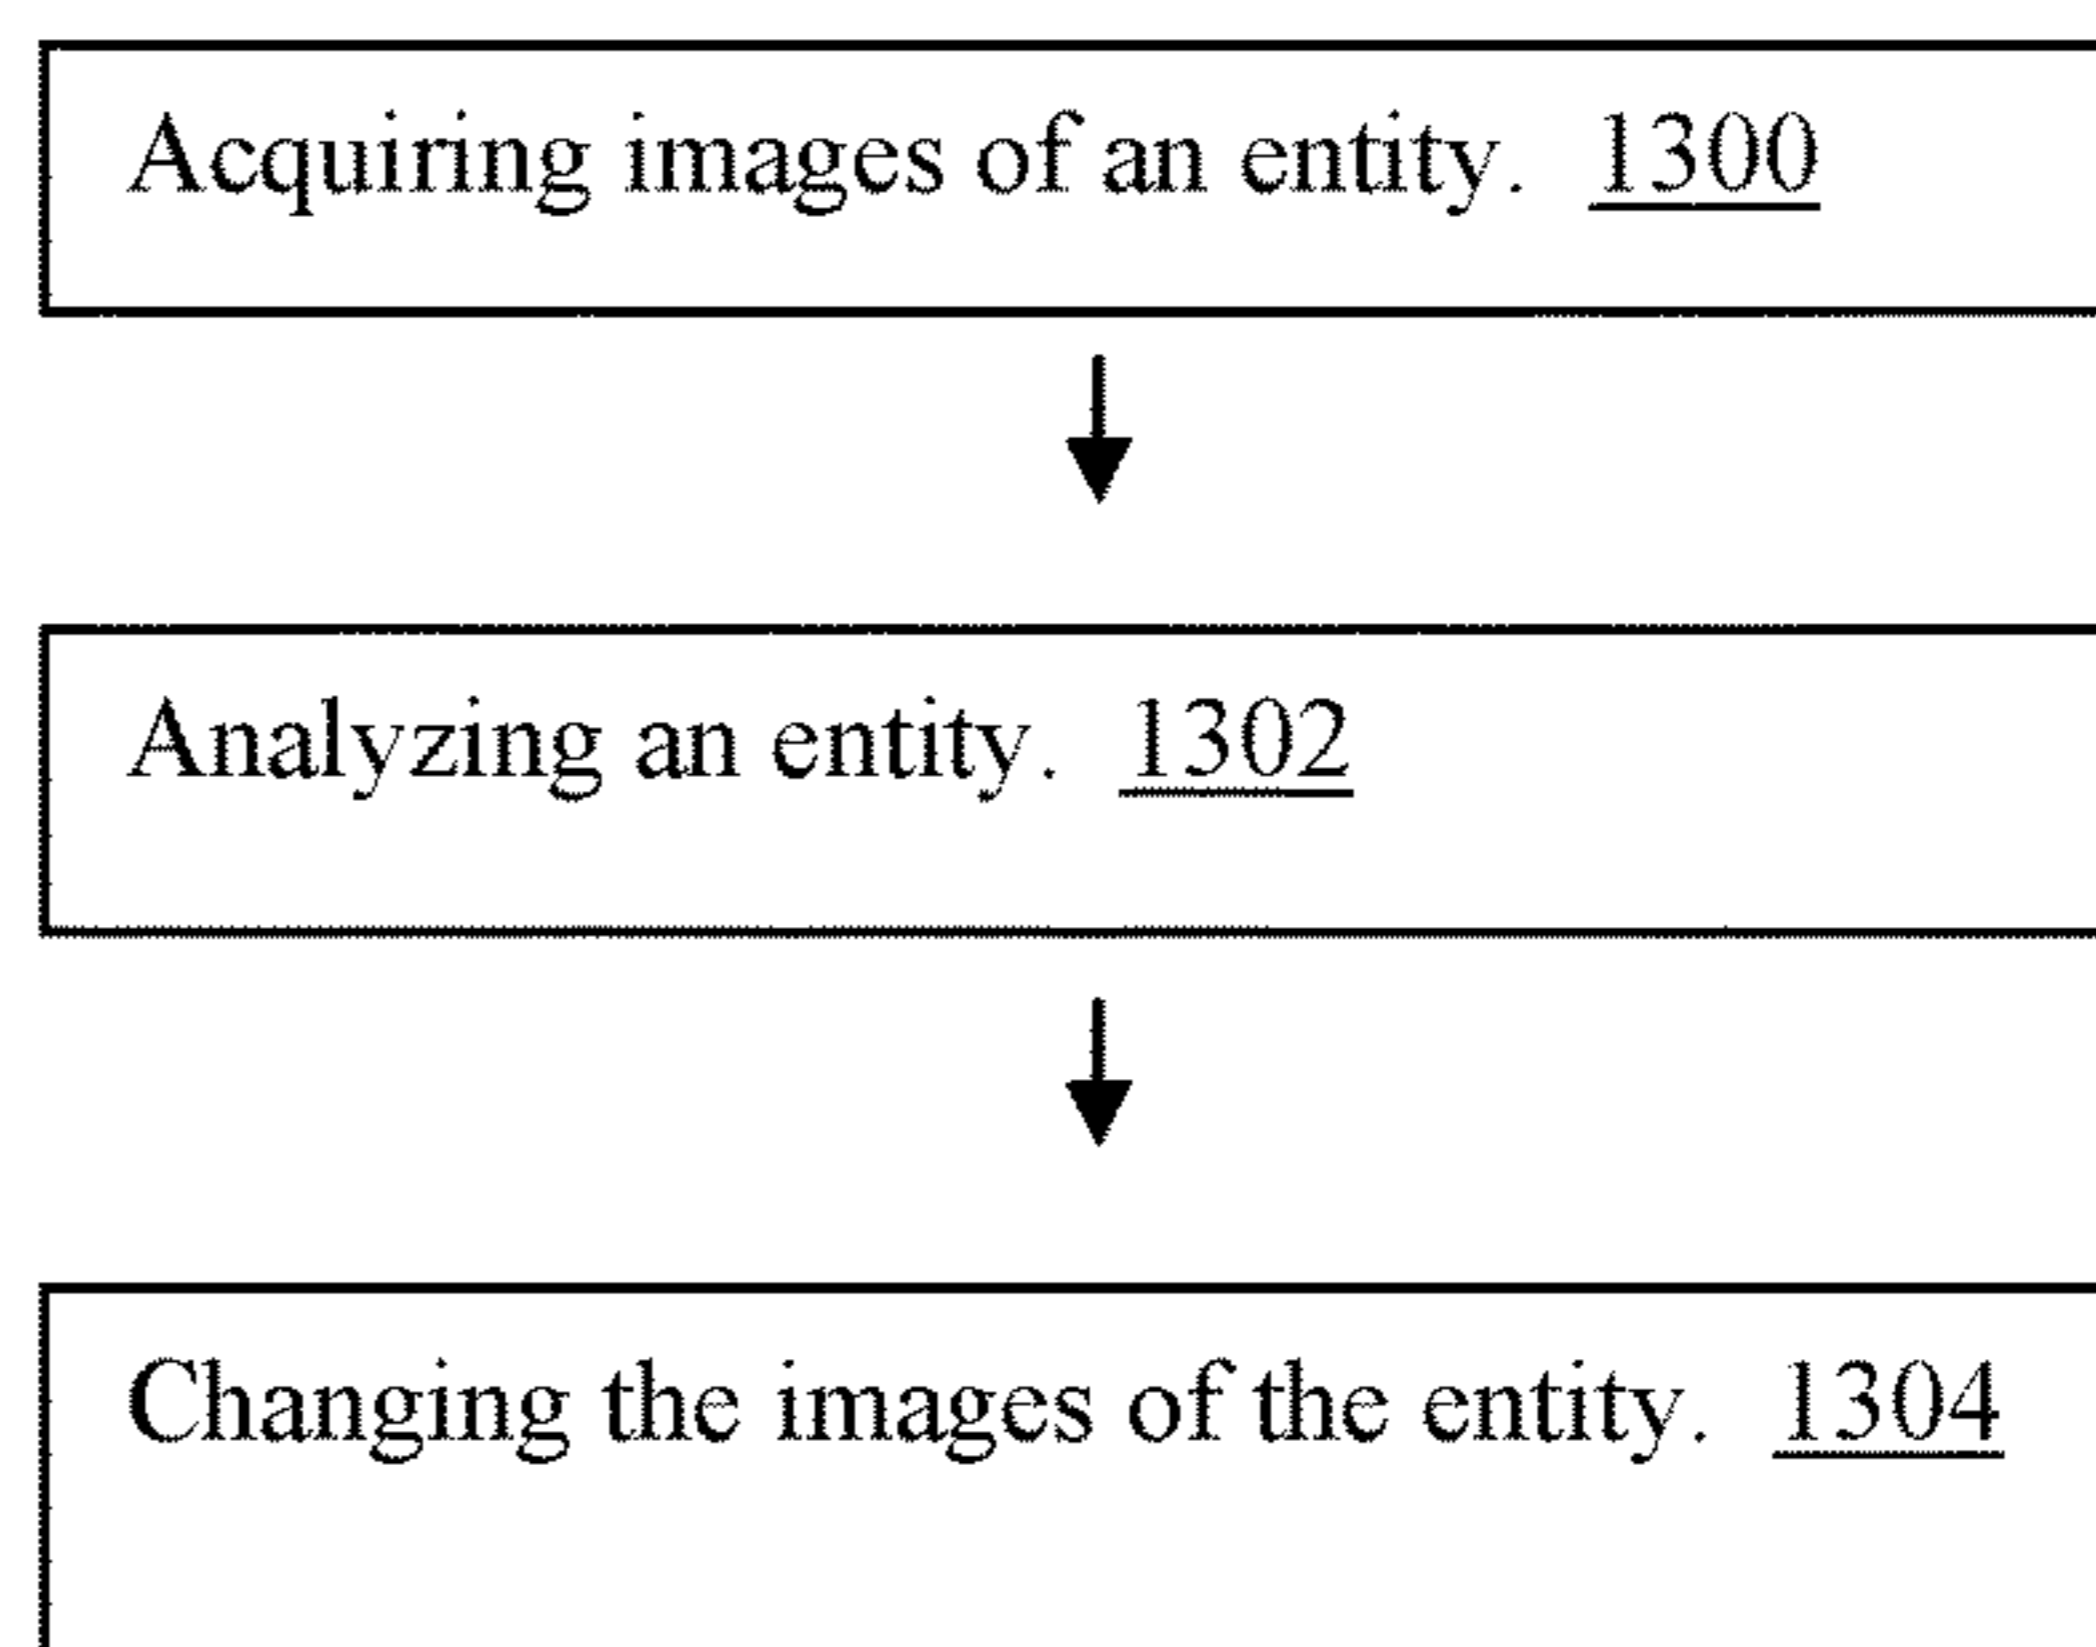 Acquiring images of an entity. 1300
Analyzing an entity. 1302
Changing the images of the entity. 1304